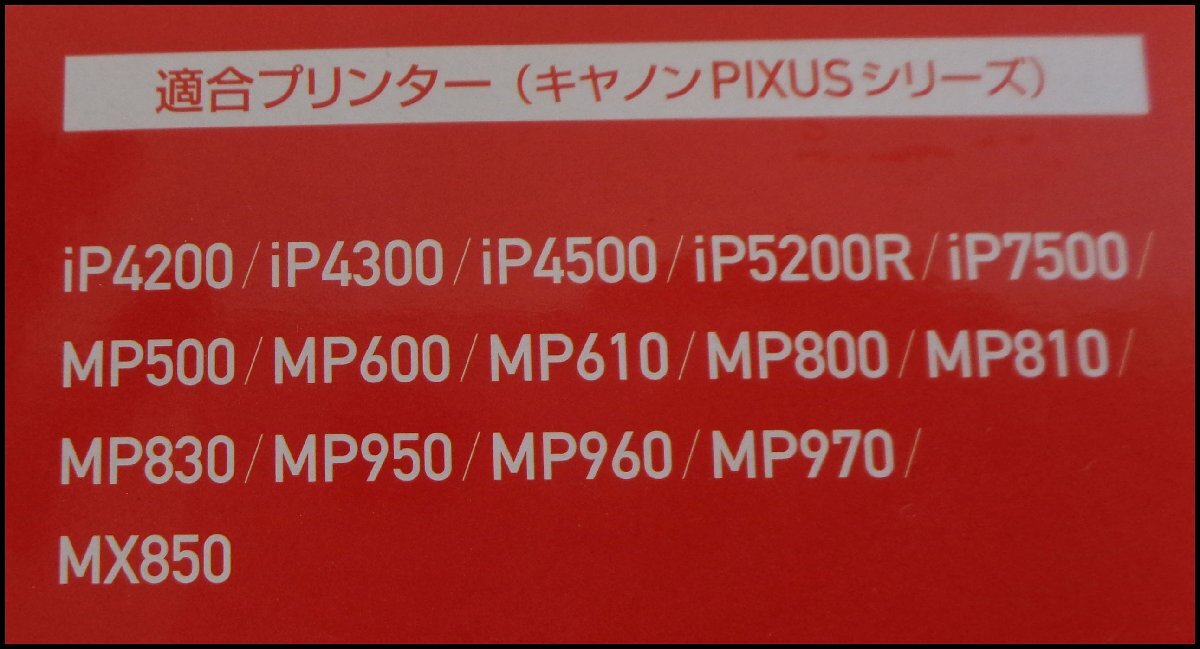 適合プリンター（キヤノンPIXUSシリーズ）
iP4200/iP4300/iP4500/iP5200R/iP7500/
MP500/MP600/MP610/MP800/MP810/
MP830/MP950/MP960/MP970/
MX850